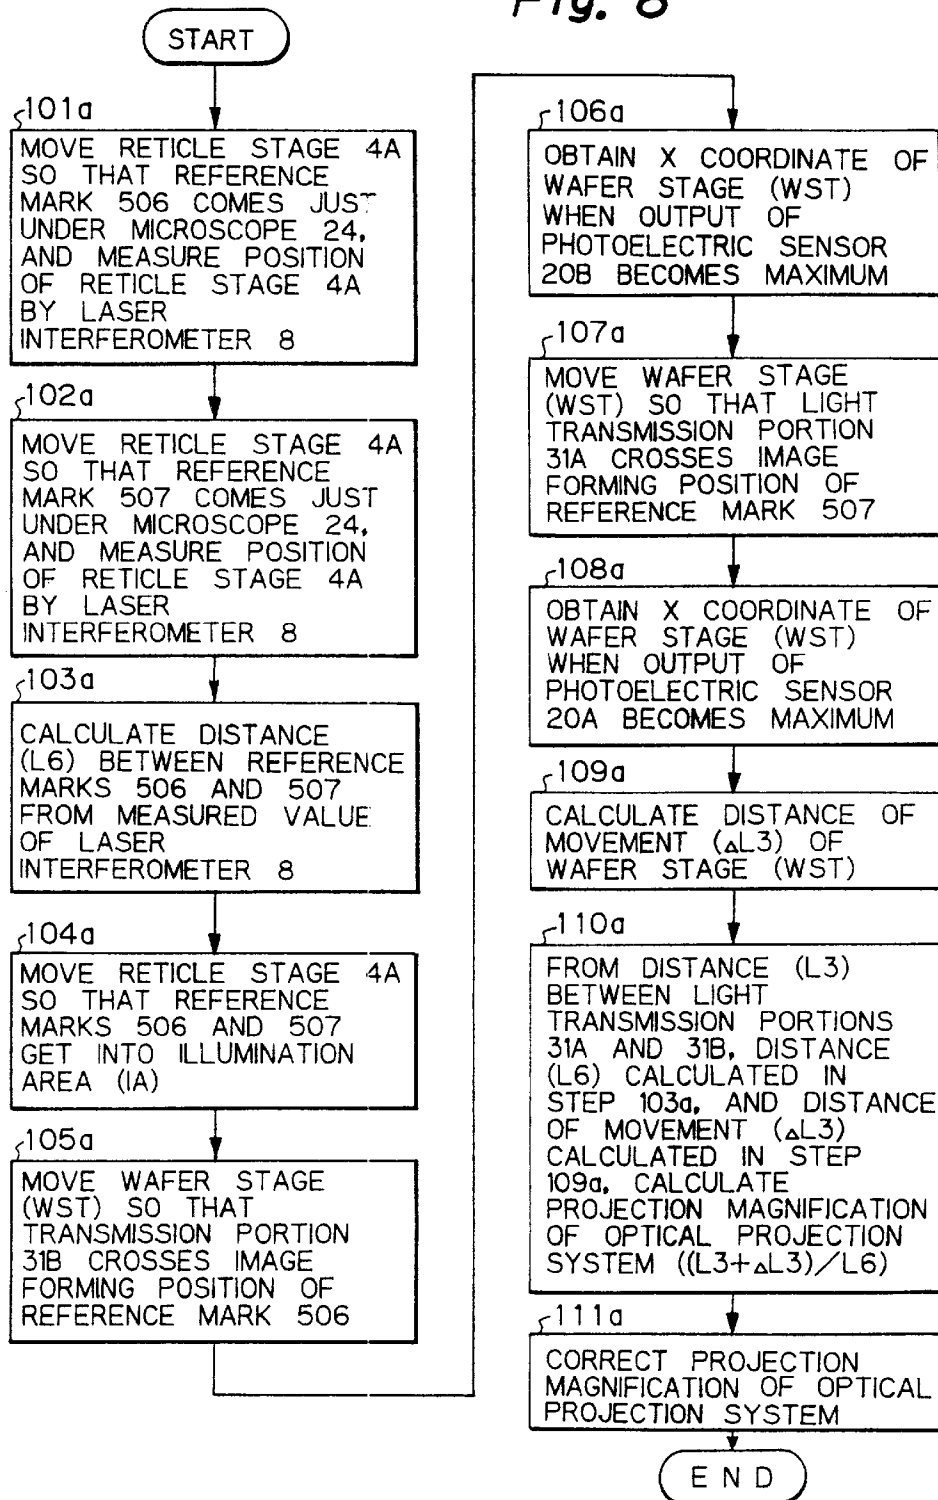 Fig. 8
START
101a
MOVE RETICLE STAGE 4A
SO THAT REFERENCE
MARK 506 COMES JUST
UNDER MICROSCOPE 24,
AND MEASURE POSITION
OF RETICLE STAGE 4A
BY LASER
INTERFEROMETER 8
102a
MOVE RETICLE STAGE 4A
SO THAT REFERENCE
MARK 507 COMES JUST
UNDER MICROSCOPE 24,
AND MEASURE POSITION
OF RETICLE STAGE 4A
BY LASER
INTERFEROMETER 8
103a
CALCULATE DISTANCE
(L6) BETWEEN REFERENCE
MARKS 506 AND 507
FROM MEASURED VALUE
OF LASER
INTERFEROMETER 8
104a
MOVE RETICLE STAGE 4A
SO THAT REFERENCE
MARKS 506 AND 507
GET INTO ILLUMINATION
AREA (IA)
105a
MOVE WAFER STAGE
(WST) SO THAT
TRANSMISSION PORTION
31B CROSSES IMAGE
FORMING POSITION OF
REFERENCE MARK 506
106a
OBTAIN X COORDINATE OF
WAFER STAGE (WST)
WHEN OUTPUT OF
PHOTOELECTRIC SENSOR
20B BECOMES MAXIMUM
107a
MOVE WAFER STAGE
(WST) SO THAT LIGHT
TRANSMISSION PORTION
31A CROSSES IMAGE
FORMING POSITION OF
REFERENCE MARK 507
108a
OBTAIN X COORDINATE OF
WAFER STAGE (WST)
WHEN OUTPUT OF
PHOTOELECTRIC SENSOR
20A BECOMES MAXIMUM
109a
CALCULATE DISTANCE OF
MOVEMENT (△L3) OF
WAFER STAGE (WST)
110a
FROM DISTANCE (L3)
BETWEEN LIGHT
TRANSMISSION PORTIONS
31A AND 31B, DISTANCE
(L6) CALCULATED IN
STEP 103a, AND DISTANCE
OF MOVEMENT (△L3)
CALCULATED IN STEP
109a, CALCULATE
PROJECTION MAGNIFICATION
OF OPTICAL PROJECTION
SYSTEM ((L3+△L3)/L6)
111a
CORRECT PROJECTION
MAGNIFICATION OF OPTICAL
PROJECTION SYSTEM
END